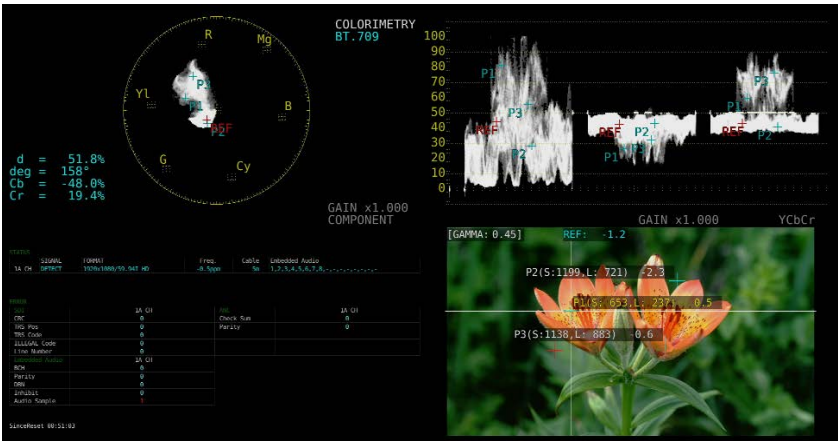 COLORIMETRY
BT.709
R
Mg
Yl
B
G
Cy
P3
P1
REF
P2
d = 51.8%
deg = 158°
Cb = -48.0%
Cr = 19.4%
GAIN x1.000
COMPONENT
100
90
80
70
60
50
40
30
20
10
0
P1
REF
P3
P2
REF
P2
P1
P3
P3
P1
REF
P2
GAIN x1.000 YCbCr
STATUS
SIGNAL FORMAT Freq. Cable Embedded Audio
1A CH DETECT 1920x1080/59.94I HD -0.5ppm 5m 1,2,3,4,5,6,7,8,-,-,-,-,-,-,-,-
ERROR
1A CH
CRC 0
TRS Pos 0
TRS Code 0
ILLEGAL Code 0
Line Number 0
Embedded Audio 1A CH
BCH 0
Parity 0
DBN 0
Inhibit 0
Audio Sample 1
1A CH
Check Sum 0
Parity 0
SinceReset 00:51:03
[GAMMA: 0.45] REF: -1.2
P2(S:1199,L: 721) -2.3
P1(S: 653,L: 237) 0.5
P3(S:1138,L: 883) -0.6